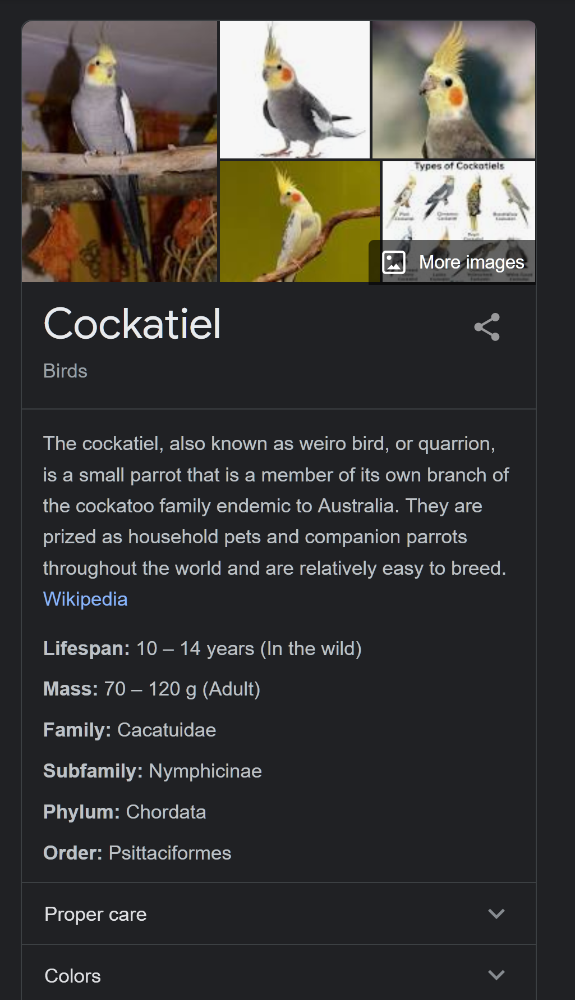 Types of Cockatiels
More images
Cockatiel
Birds
The cockatiel, also known as weiro bird, or quarrion,
is a small parrot that is a member of its own branch of
the cockatoo family endemic to Australia. They are
prized as household pets and companion parrots
throughout the world and are relatively easy to breed.
Wikipedia
Lifespan: 10 – 14 years (In the wild)
Mass: 70 – 120 g (Adult)
Family: Cacatuidae
Subfamily: Nymphicinae
Phylum: Chordata
Order: Psittaciformes
Proper care
Colors